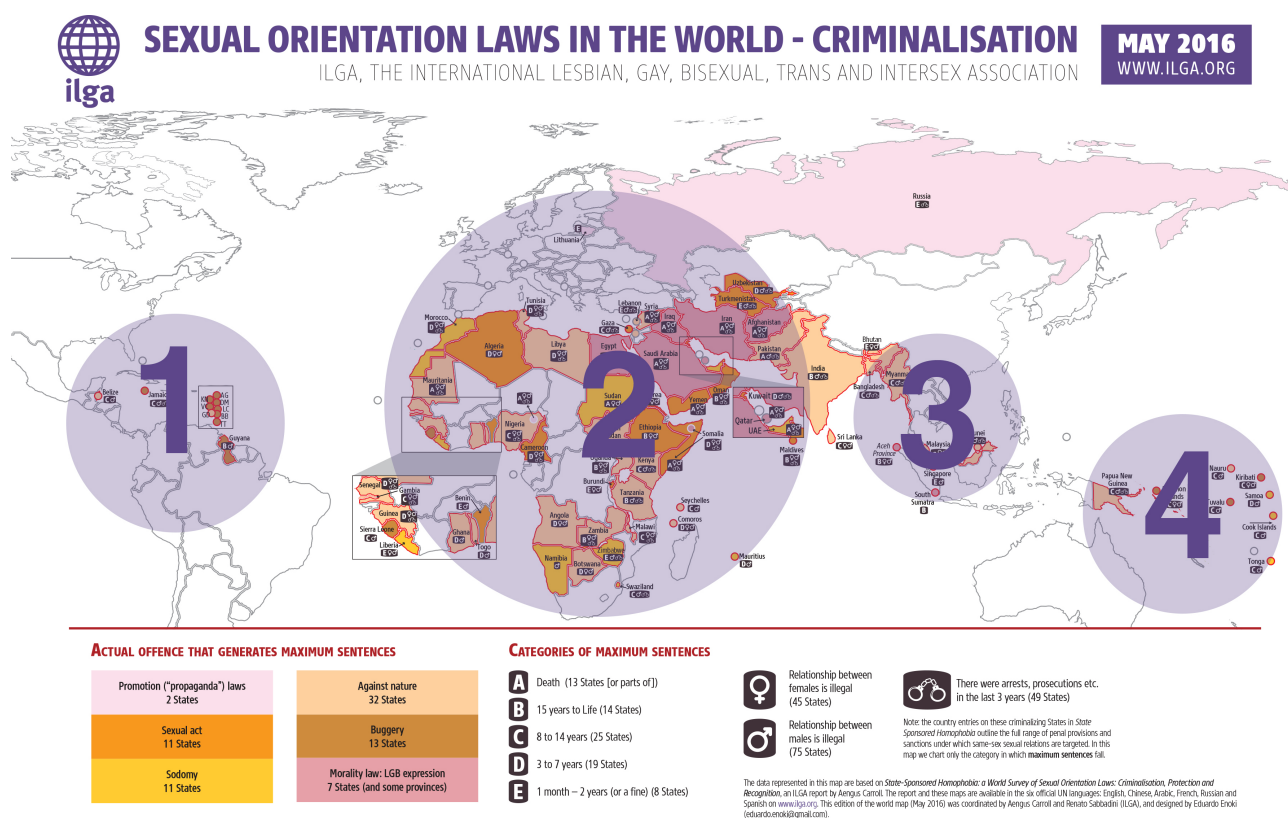 ilga
SEXUAL ORIENTATION LAWS IN THE WORLD - CRIMINALISATION
ILGA, THE INTERNATIONAL LESBIAN, GAY, BISEXUAL, TRANS AND INTERSEX ASSOCIATION
MAY 2016
WWW.ILGA.ORG
Russia
E
E
Lithuania
1
2
3
4
Belize
C
Jamaic
C
AG
DM
LC
BB
TT
Guyana
B
Morocco
D
Tunisia
D
Algeria
D
Libya
D
Egypt
Lebanon
E
Syria
Gaza
C
Iraq
A
Iran
A
Saudi Arabia
A
Uzbekistan
D
Turkmenistan
E
Afghanistan
A
Pakistan
A
India
B
Bhutan
E
Bangladesh
C
Myanma
C
Mauritania
A
Nigeria
C
A
Cameroon
D
Sudan
A
Ethiopia
B
Yemen
A
Oman
B
Kuwait D
Qatar
A
UAE
A
Somalia
D
A
Maldives
B
Sri Lanka
C
Kenya
C
B
Burundi
E
Tanzania
B
Seychelles
C
Comoros
D
Mauritius
D
Malawi
C
Angola
D
Zambia
B
Zimbabwe
E
Namibia
Botswana
D
Swaziland
C
Senegal D
Gambia
C
Guinea D
Sierra Leone
C
Liberia
E
Benin
E
Ghana
D
Togo
D
Aceh
Province
B
Malaysia
Singapore
E
South
Sumatra
B
Papua New
Guinea
C
Nauru
C
Kiribati
C
Tuvalu
C
Samoa
D
Cook Islands
C
Tonga
C
ACTUAL OFFENCE THAT GENERATES MAXIMUM SENTENCES
Promotion (“propaganda”) laws
2 States
Sexual act
11 States
Sodomy
11 States
Against nature
32 States
Buggery
13 States
Morality law: LGB expression
7 States (and some provinces)
CATEGORIES OF MAXIMUM SENTENCES
A Death (13 States [or parts of])
B 15 years to Life (14 States)
C 8 to 14 years (25 States)
D 3 to 7 years (19 States)
E 1 month – 2 years (or a fine) (8 States)
Relationship between
females is illegal
(45 States)
Relationship between
males is illegal
(75 States)
There were arrests, prosecutions etc.
in the last 3 years (49 States)
Note: the country entries on these criminalizing States in State
Sponsored Homophobia outline the full range of penal provisions and
sanctions under which same-sex sexual relations are targeted. In this
map we chart only the category in which maximum sentences fall.
The data represented in this map are based on State-Sponsored Homophobia: a World Survey of Sexual Orientation Laws: Criminalisation, Protection and
Recognition, an ILGA report by Aengus Carroll. The report and these maps are available in the six official UN languages: English, Chinese, Arabic, French, Russian and
Spanish on www.ilga.org. This edition of the world map (May 2016) was coordinated by Aengus Carroll and Renato Sabbadini (ILGA), and designed by Eduardo Enoki
(eduardo.enoki@gmail.com).